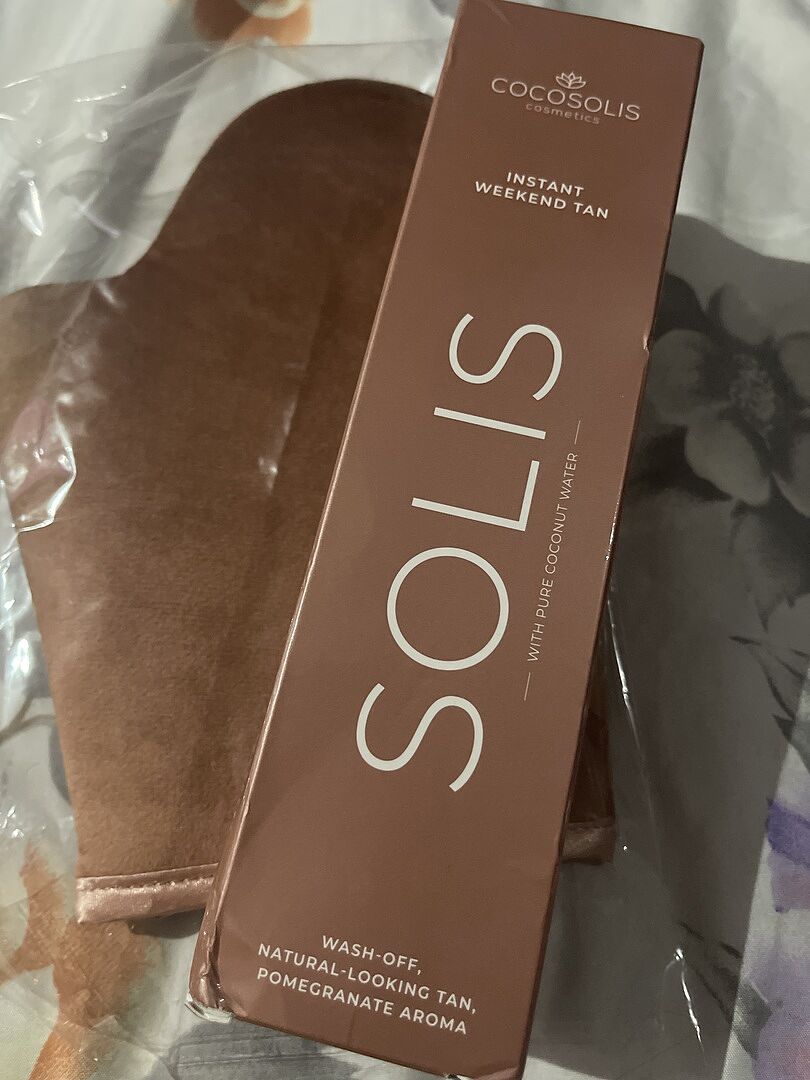 COCOSOLIS
cosmetics
INSTANT
WEEKEND TAN
SOLIS
WITH PURE COCONUT WATER
WASH-OFF,
NATURAL-LOOKING TAN,
POMEGRANATE AROMA